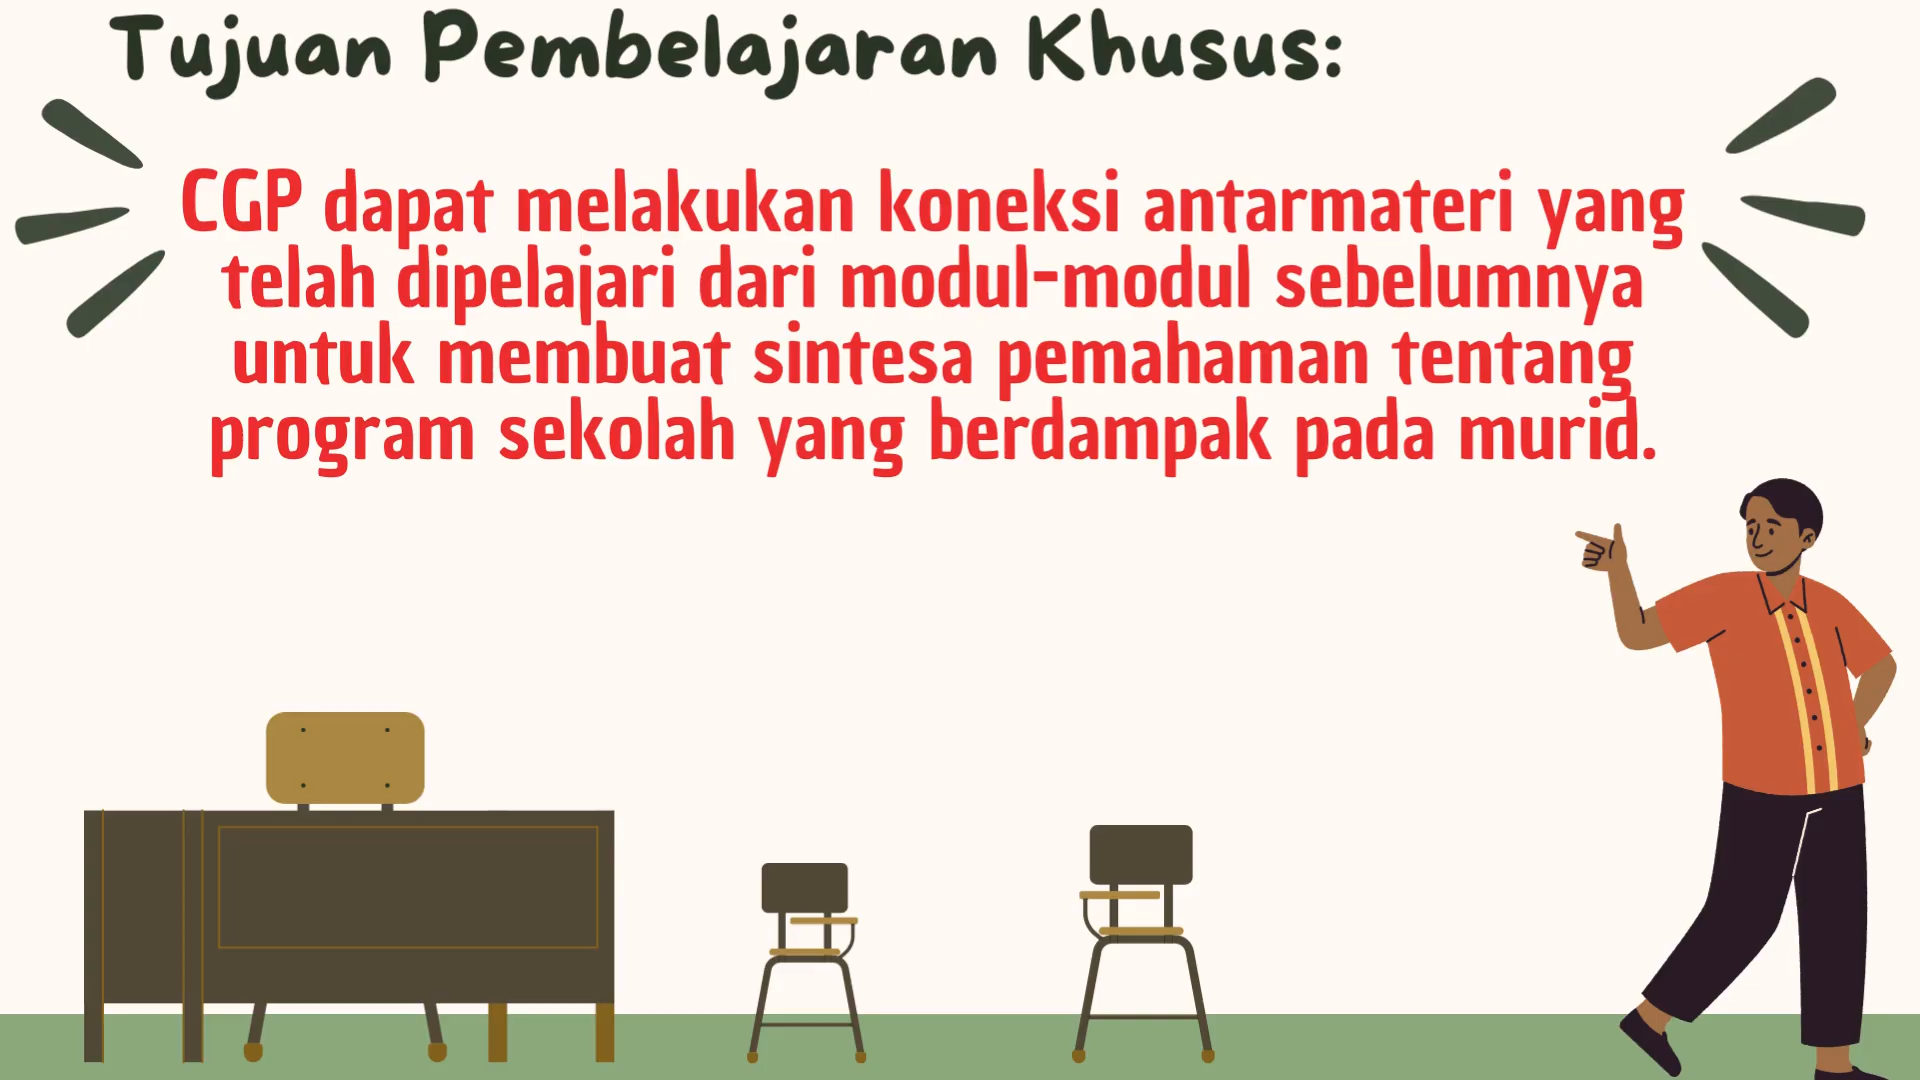 Tujuan Pembelajaran Khusus:
CGP dapat melakukan koneksi antarmateri yang
telah dipelajari dari modul-modul sebelumnya
untuk membuat sintesa pemahaman tentang
program sekolah yang berdampak pada murid.